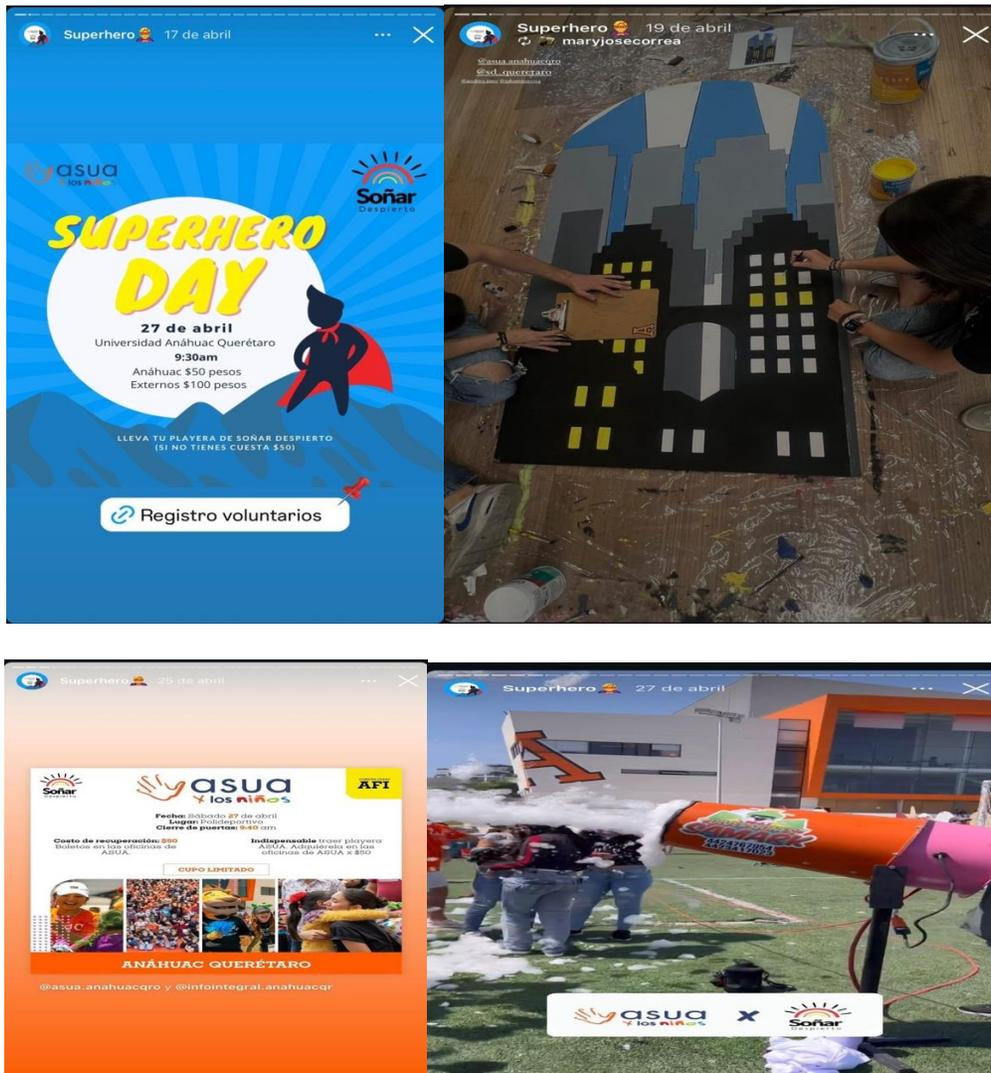 Superhero 17 de abril
asua
x los niños
Soñar
Despierto
SUPERHERO
DAY
27 de abril
Universidad Anáhuac Querétaro
9:30am
Anáhuac $50 pesos
Externos $100 pesos
LLEVA TU PLAYERA DE SOÑAR DESPIERTO
(SI NO TIENES CUESTA $50)
Registro voluntarios
Superhero 19 de abril
maryjosecorrea
@asua.anahuacqro
@sd_queretaro
Superhero 25 de abril
Soñar
Despierto
asua
x los niños
AFI
Fecha: Sábado 27 de abril
Lugar: Polideportivo
Cierre de puertas: 9:40 am
Costo de recuperación: $50
Boletos en las oficinas de
ASUA.
Indispensable traer playera
ASUA. Adquiérela en las
oficinas de ASUA x $50
CUPO LIMITADO
ANÁHUAC QUERÉTARO
@asua.anahuacqro y @infointegral.anahuacqr
Superhero 27 de abril
A
asua
x los niños
x
Soñar
Despierto